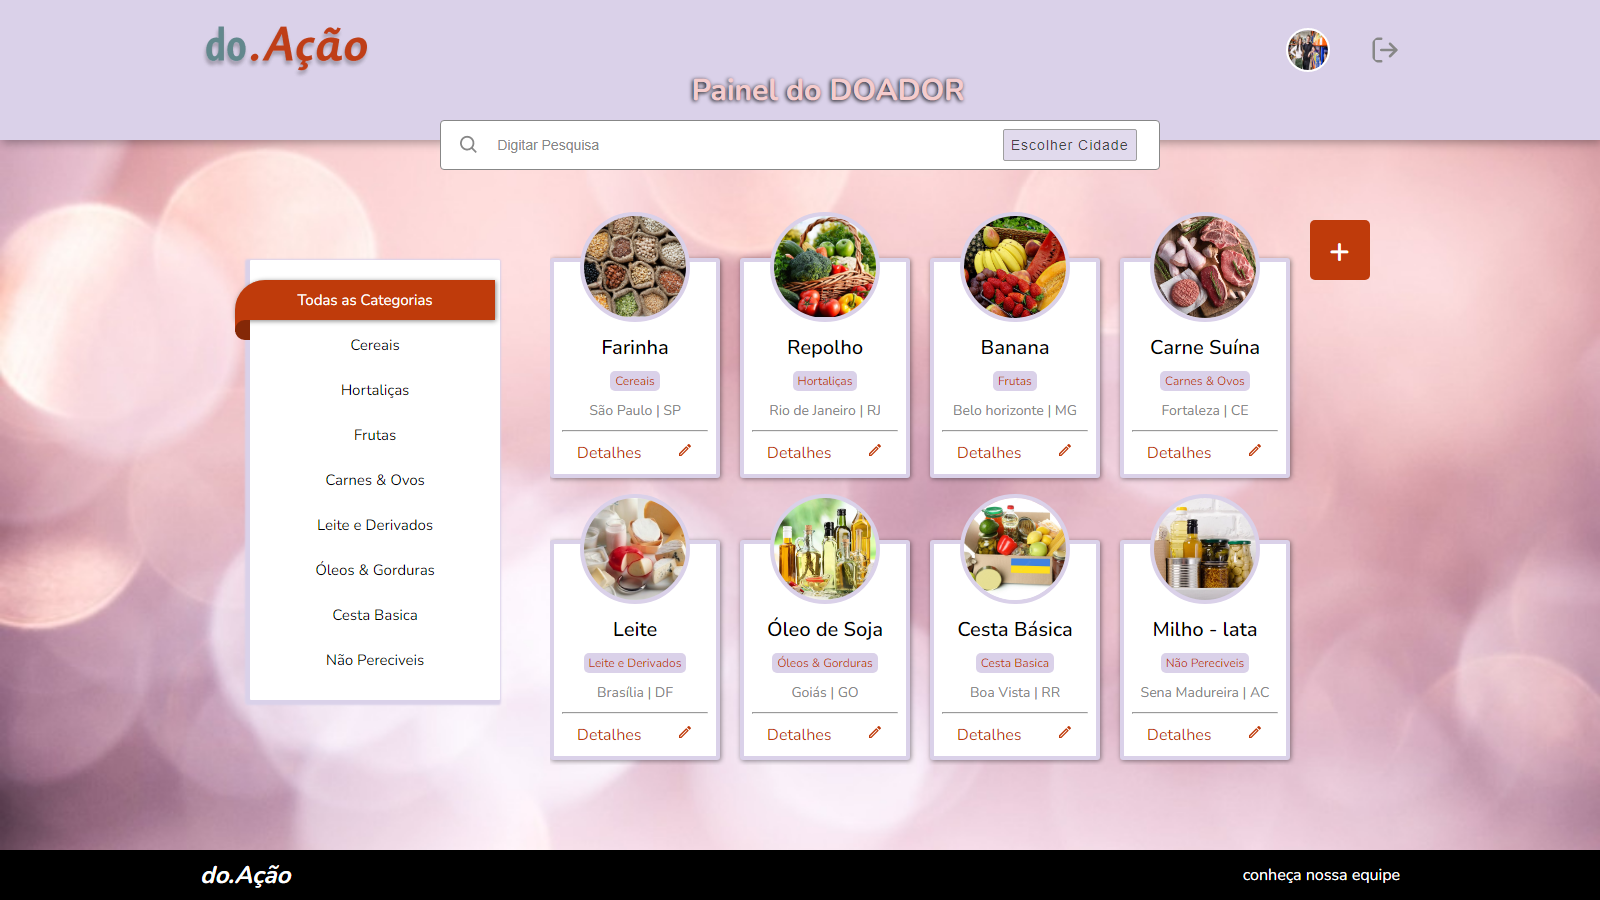 do.Ação
Painel do DOADOR
Digitar Pesquisa
Escolher Cidade
Todas as Categorias
Cereais
Hortaliças
Frutas
Carnes & Ovos
Leite e Derivados
Óleos & Gorduras
Cesta Basica
Não Pereciveis
Farinha
Cereais
São Paulo | SP
Detalhes
Repolho
Hortaliças
Rio de Janeiro | RJ
Detalhes
Banana
Frutas
Belo horizonte | MG
Detalhes
Carne Suína
Carnes & Ovos
Fortaleza | CE
Detalhes
Leite
Leite e Derivados
Brasília | DF
Detalhes
Óleo de Soja
Óleos & Gorduras
Goiás | GO
Detalhes
Cesta Básica
Cesta Basica
Boa Vista | RR
Detalhes
Milho - lata
Não Pereciveis
Sena Madureira | AC
Detalhes
do.Ação
conheça nossa equipe